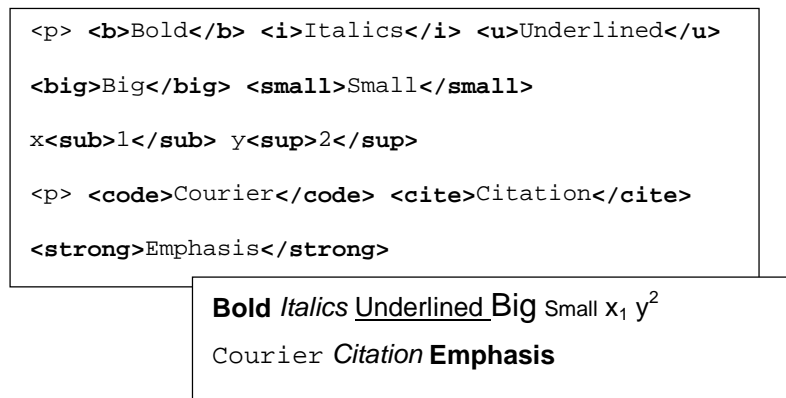 <p> <b>Bold</b> <i>Italics</i> <u>Underlined</u>
<big>Big</big> <small>Small</small>
x<sub>1</sub> y<sup>2</sup>
<p> <code>Courier</code> <cite>Citation</cite>
<strong>Emphasis</strong>
Bold Italics Underlined Big Small x₁ y²
Courier Citation Emphasis